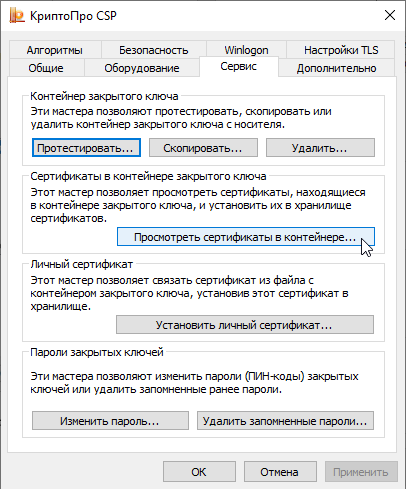 КриптоПро CSP
Алгоритмы Безопасность Winlogon Настройки TLS
Общие Оборудование Сервис Дополнительно
Контейнер закрытого ключа
Эти мастера позволяют протестировать, скопировать или
удалить контейнер закрытого ключа с носителя.
Протестировать... Скопировать... Удалить...
Сертификаты в контейнере закрытого ключа
Этот мастер позволяет просмотреть сертификаты, находящиеся
в контейнере закрытого ключа, и установить их в хранилище
сертификатов.
Просмотреть сертификаты в контейнере...
Личный сертификат
Этот мастер позволяет связать сертификат из файла с
контейнером закрытого ключа, установив этот сертификат в
хранилище.
Установить личный сертификат...
Пароли закрытых ключей
Эти мастера позволяют изменить пароли (ПИН-коды) закрытых
ключей или удалить запомненные ранее пароли.
Изменить пароль... Удалить запомненные пароли...
ОК Отмена Применить